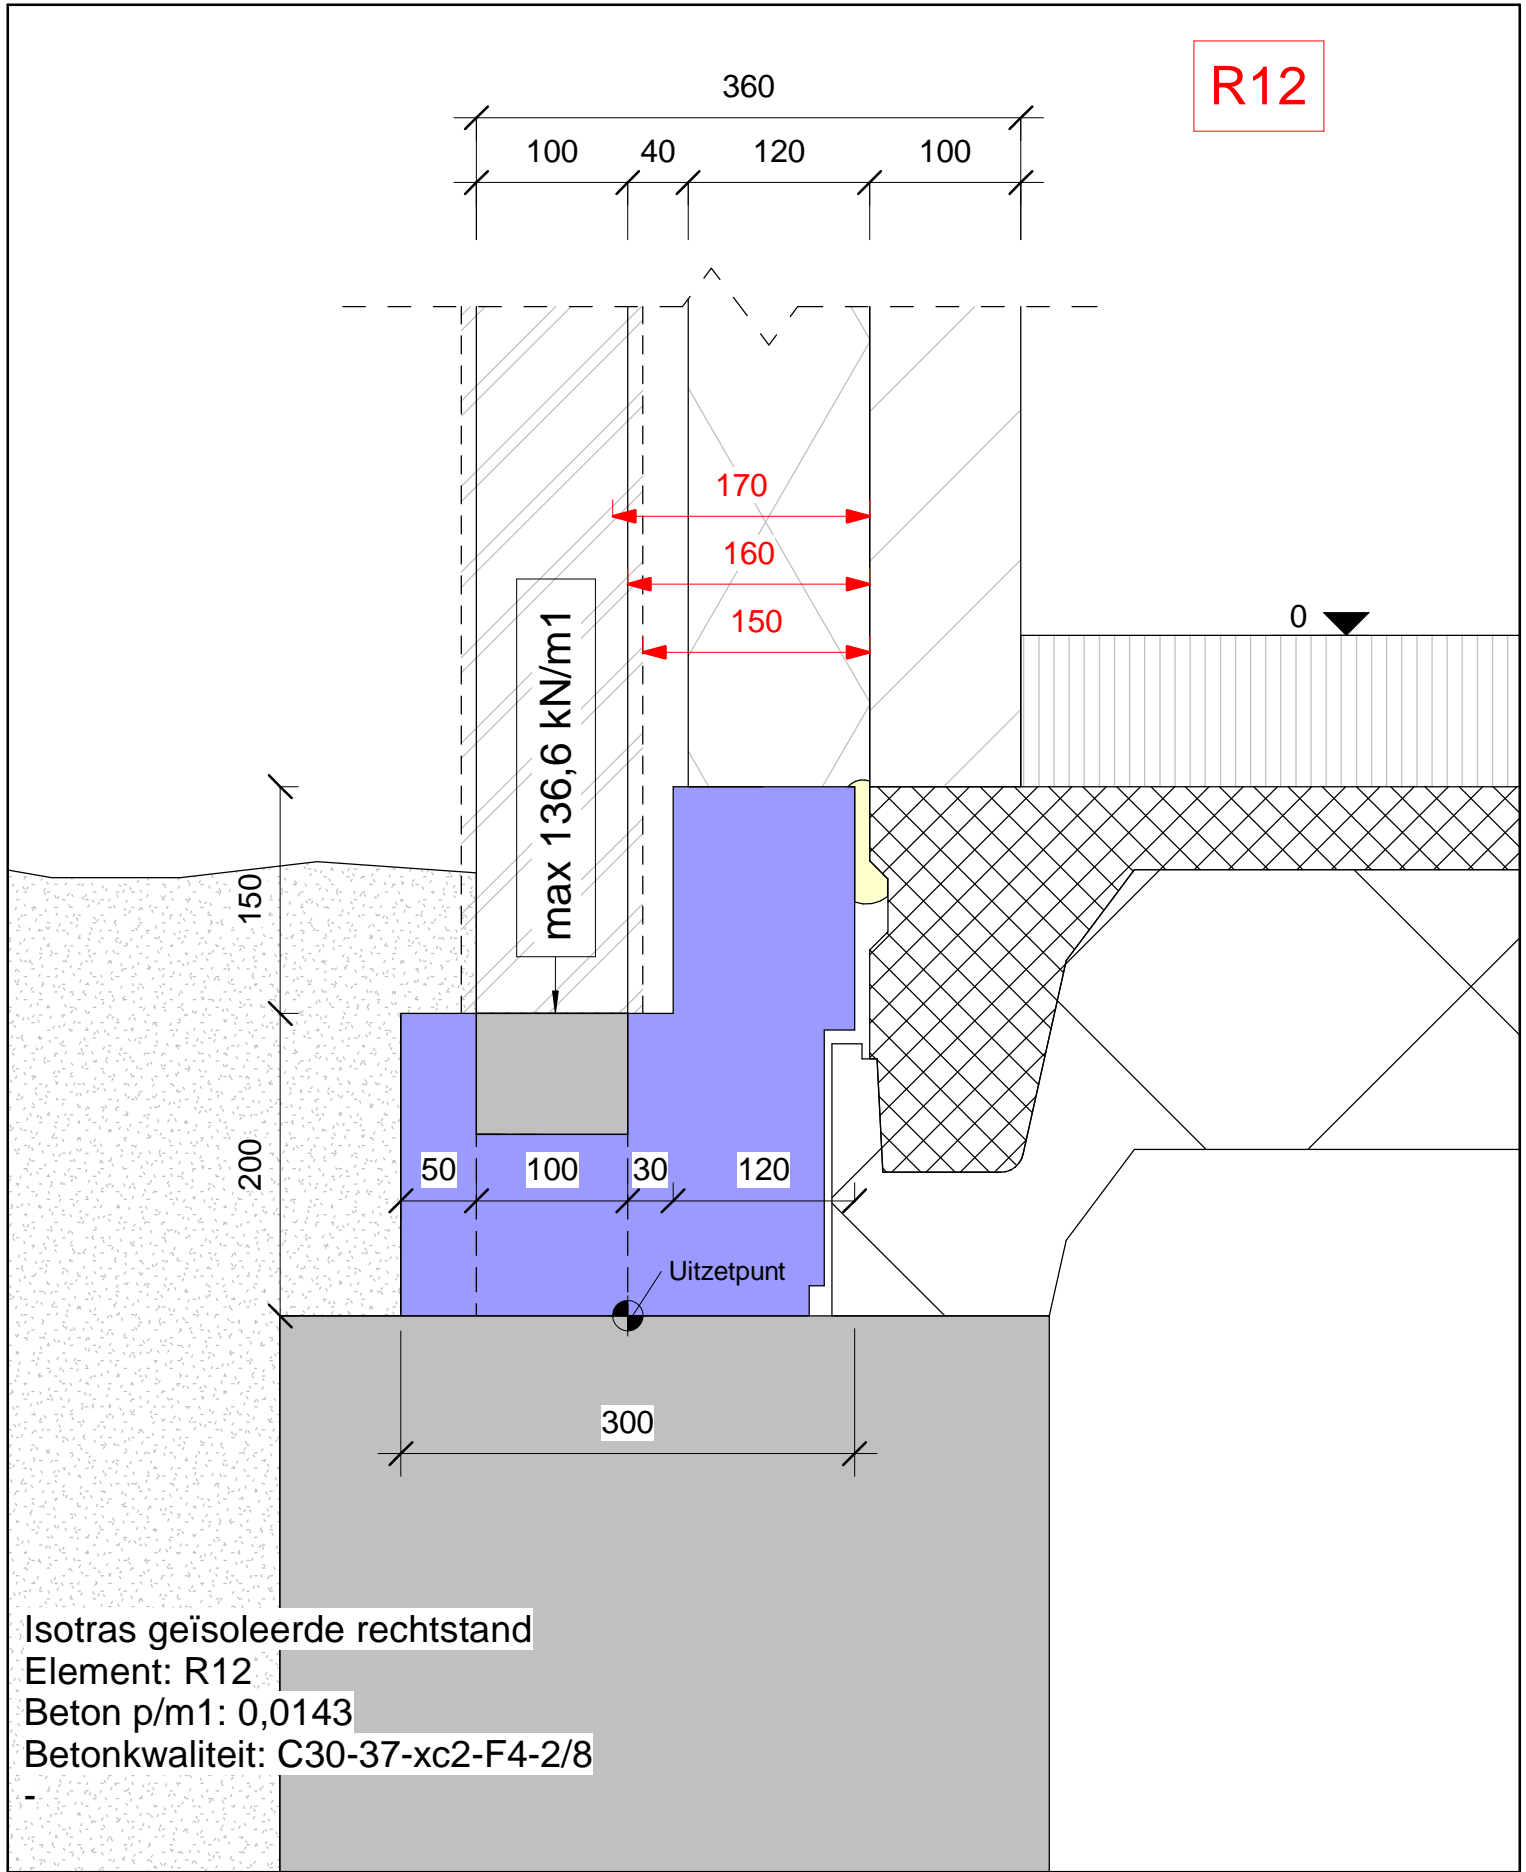 R12
360
100 40 120 100
170
160
150
0
max 136,6 kN/m1
150
200
50 100 30 120
Uitzetpunt
300
Isotras geïsoleerde rechtstand
Element: R12
Beton p/m1: 0,0143
Betonkwaliteit: C30-37-xc2-F4-2/8
-